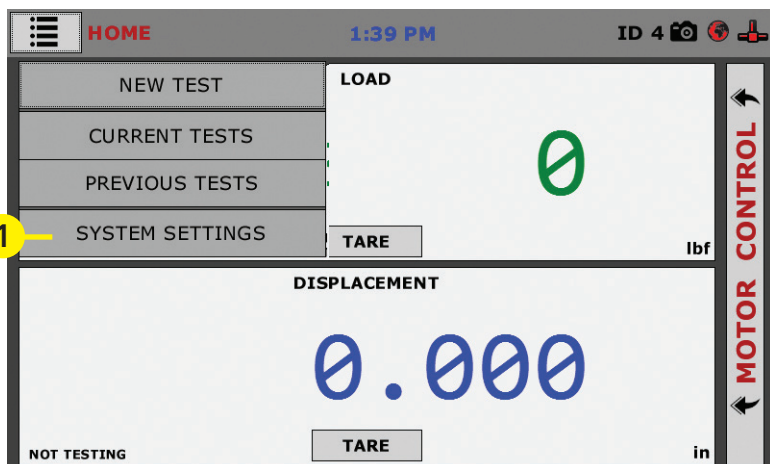 HOME
1:39 PM
ID 4
NEW TEST
CURRENT TESTS
PREVIOUS TESTS
1
SYSTEM SETTINGS
LOAD
0
TARE
lbf
DISPLACEMENT
0.000
TARE
NOT TESTING
in
MOTOR CONTROL